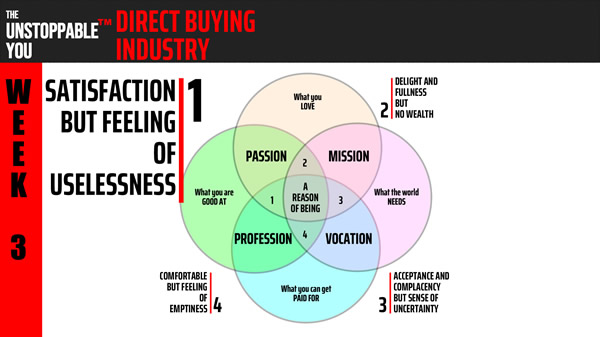 THE
UNSTOPPABLE™
YOU
DIRECT BUYING
INDUSTRY
WEEK 3
SATISFACTION
BUT FEELING
OF
USELESSNESS
1
What you
LOVE
2
DELIGHT AND
FULLNESS
BUT
NO WEALTH
PASSION
MISSION
2
What you are
GOOD AT
1
A
REASON
OF BEING
3
What the world
NEEDS
PROFESSION
4
VOCATION
What you can get
PAID FOR
COMFORTABLE
BUT FEELING
OF
EMPTINESS
4
3
ACCEPTANCE AND
COMPLACENCY
BUT SENSE OF
UNCERTAINTY